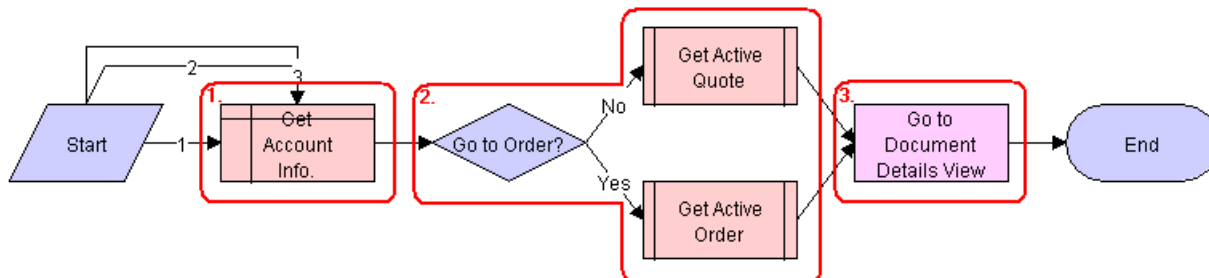 Start
1
2
3
1.
Get
Account
Info.
2.
Go to Order?
No
Yes
Get Active
Quote
Get Active
Order
3.
Go to
Document
Details View
End